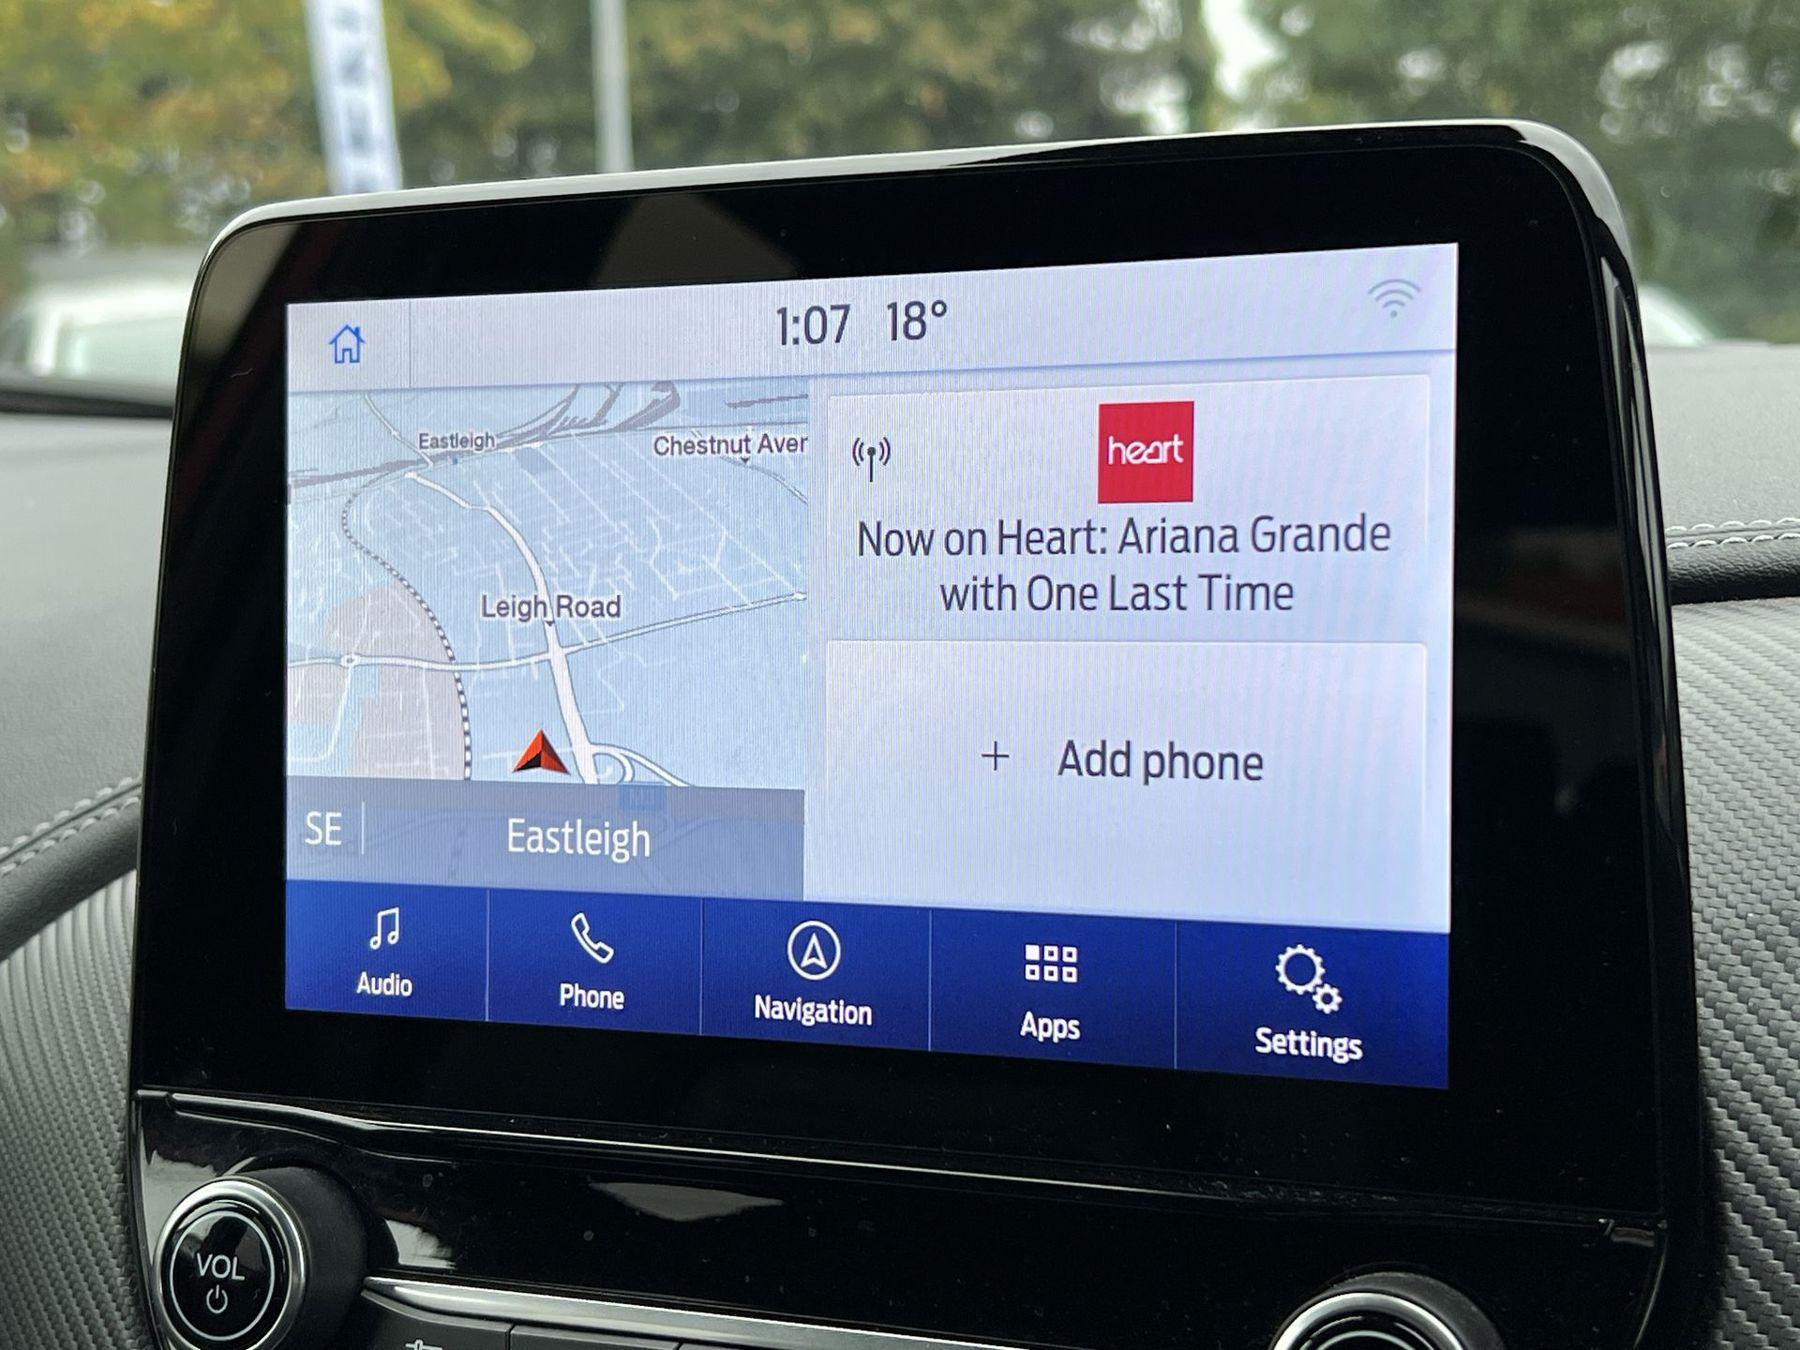 1:07 18°
Eastleigh
Chestnut Aver
Leigh Road
SE
Eastleigh
heart
Now on Heart: Ariana Grande
with One Last Time
+ Add phone
Audio
Phone
Navigation
Apps
Settings
VOL